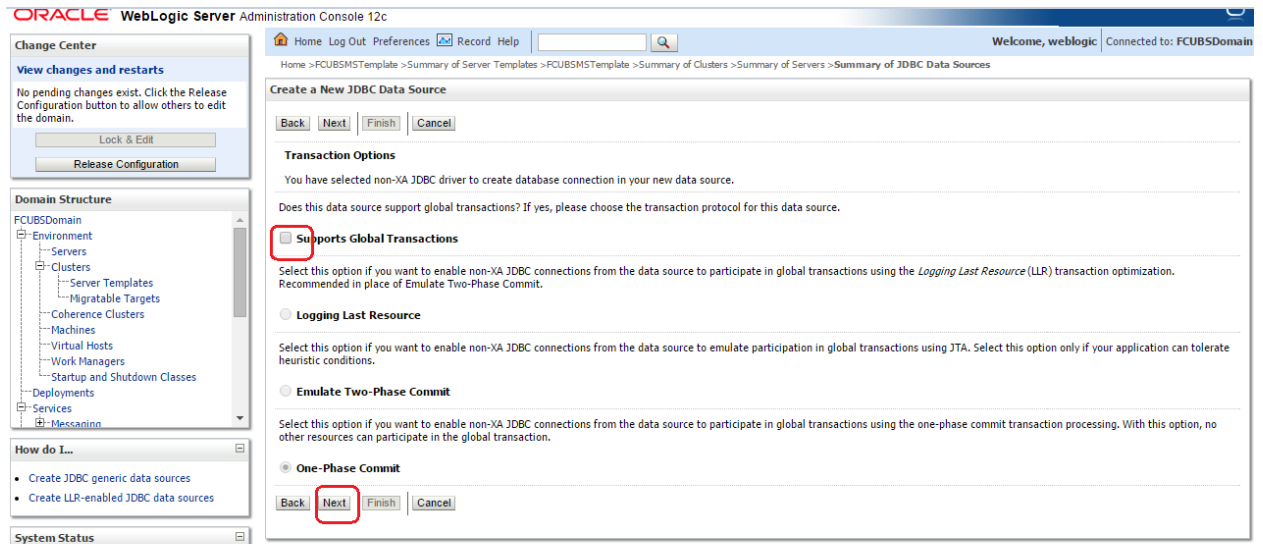 ORACLE WebLogic Server Administration Console 12c
Change Center
View changes and restarts
No pending changes exist. Click the Release
Configuration button to allow others to edit
the domain.
Lock & Edit
Release Configuration
Domain Structure
FCUBSDomain
Environment
Servers
Clusters
Server Templates
Migratable Targets
Coherence Clusters
Machines
Virtual Hosts
Work Managers
Startup and Shutdown Classes
Deployments
Services
Messaging
How do I...
Create JDBC generic data sources
Create LLR-enabled JDBC data sources
System Status
Home Log Out Preferences Record Help
Welcome, weblogic Connected to: FCUBSDomain
Home >FCUBSMSTemplate >Summary of Server Templates >FCUBSMSTemplate >Summary of Clusters >Summary of Servers >Summary of JDBC Data Sources
Create a New JDBC Data Source
Back Next Finish Cancel
Transaction Options
You have selected non-XA JDBC driver to create database connection in your new data source.
Does this data source support global transactions? If yes, please choose the transaction protocol for this data source.
Supports Global Transactions
Select this option if you want to enable non-XA JDBC connections from the data source to participate in global transactions using the Logging Last Resource (LLR) transaction optimization.
Recommended in place of Emulate Two-Phase Commit.
Logging Last Resource
Select this option if you want to enable non-XA JDBC connections from the data source to emulate participation in global transactions using JTA. Select this option only if your application can tolerate
heuristic conditions.
Emulate Two-Phase Commit
Select this option if you want to enable non-XA JDBC connections from the data source to participate in global transactions using the one-phase commit transaction processing. With this option, no
other resources can participate in the global transaction.
One-Phase Commit
Back Next Finish Cancel